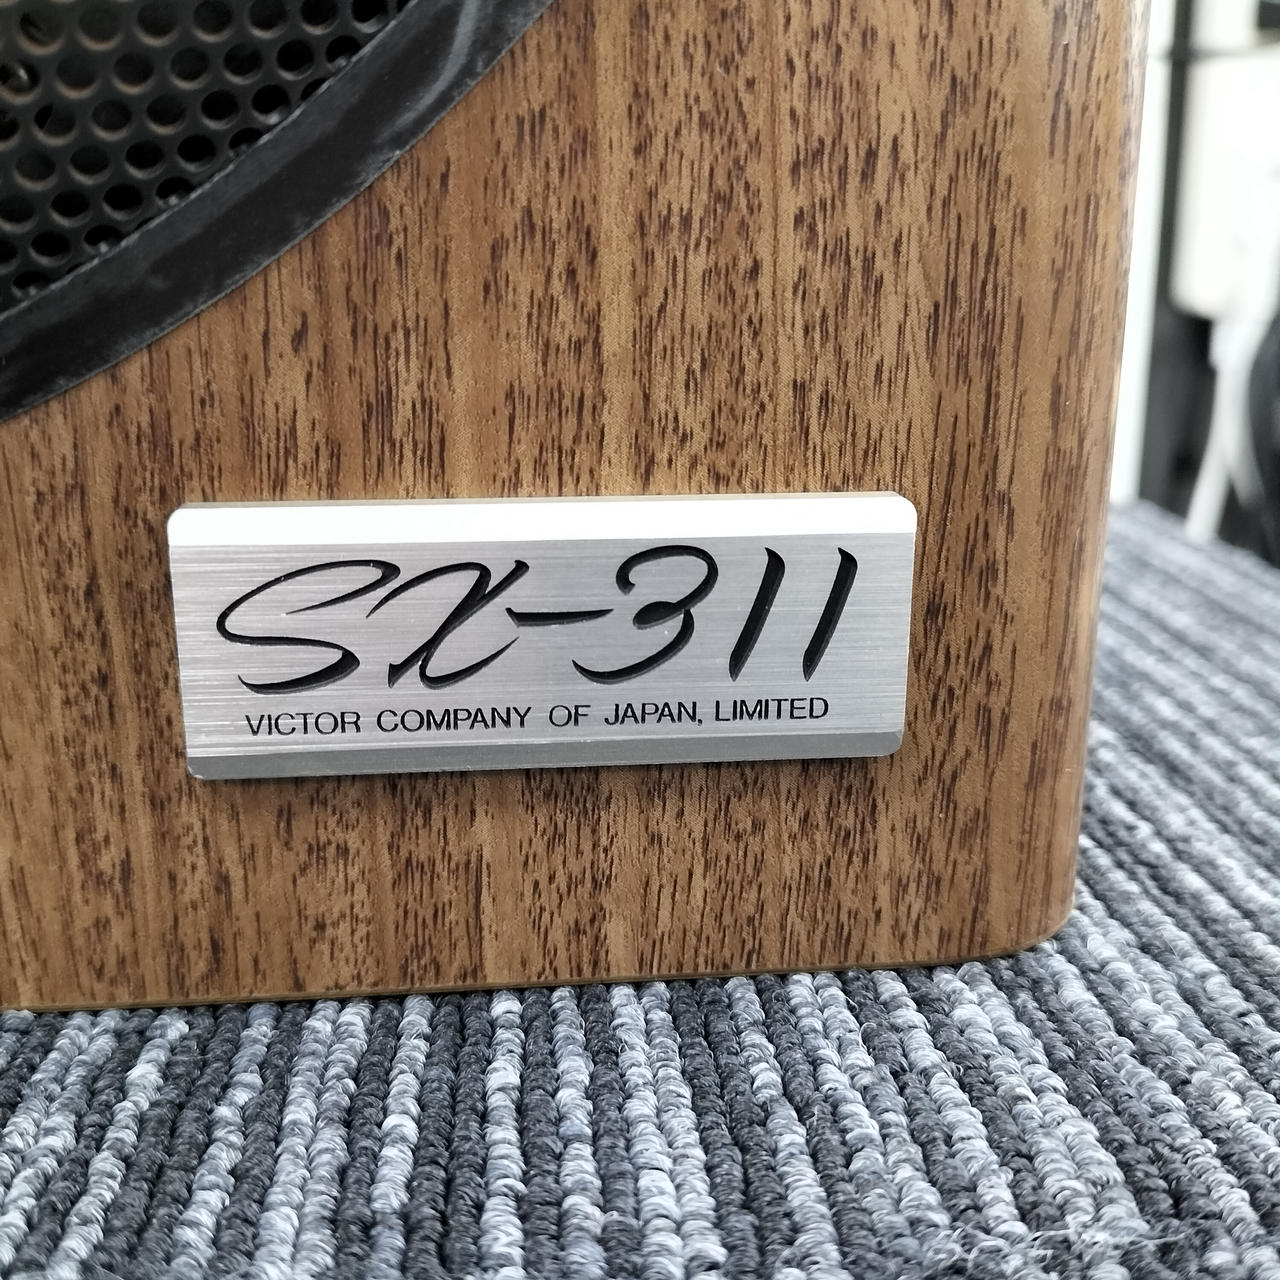 SX-311
VICTOR COMPANY OF JAPAN, LIMITED